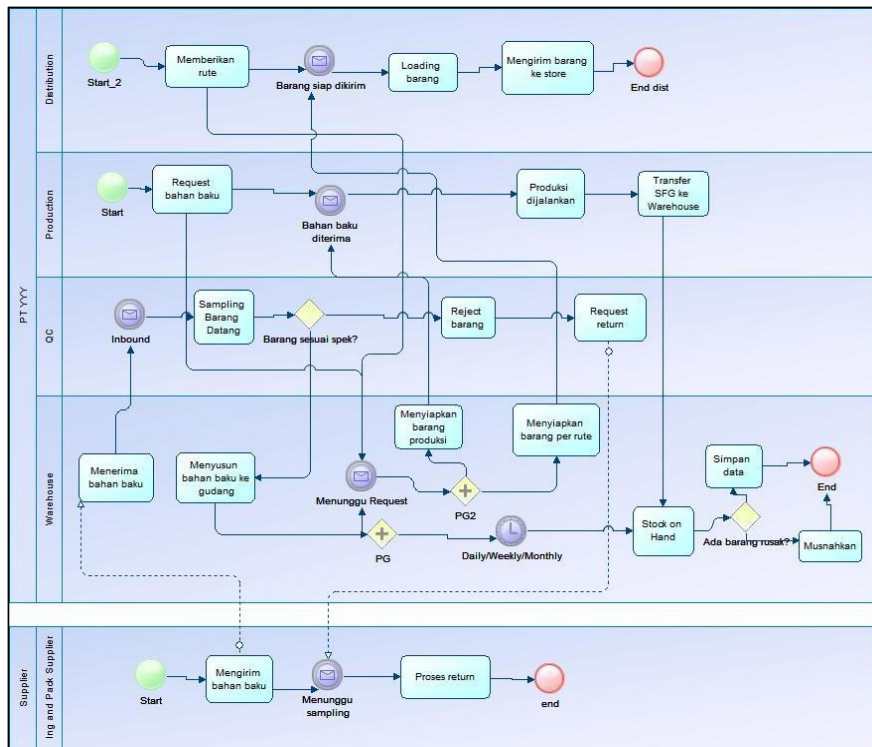 PT YYY
Distribution
Start_2
Memberikan
rute
Barang siap dikirim
Loading
barang
Mengirim barang
ke store
End dist
Production
Start
Request
bahan baku
Bahan baku
diterima
Produksi
dijalankan
Transfer
SFG ke
Warehouse
QC
Inbound
Sampling
Barang
Datang
Barang sesuai spek?
Reject
barang
Request
return
Warehouse
Menerima
bahan baku
Menyusun
bahan baku ke
gudang
Menunggu Request
Menyiapkan
barang
produksi
PG2
Menyiapkan
barang per rute
PG
Daily/Weekly/Monthly
Stock on
Hand
Simpan
data
Ada barang rusak?
End
Musnahkan
Supplier
Ing and Pack Supplier
Start
Mengirim
bahan baku
Menunggu
sampling
Proses return
end